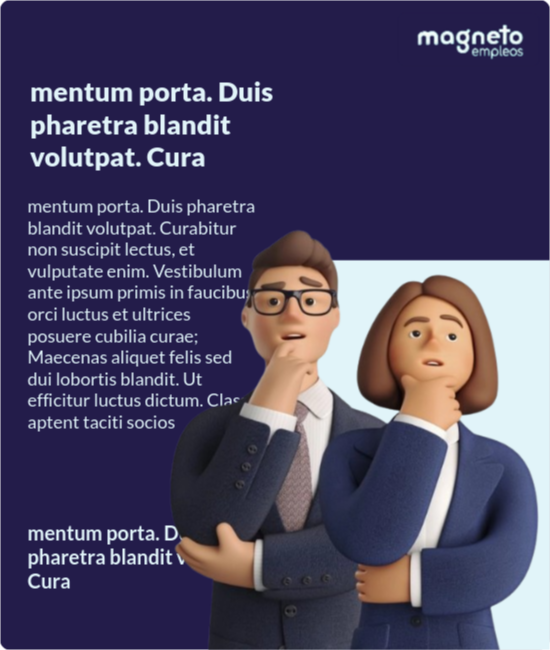 magneto
empleos
mentum porta. Duis
pharetra blandit
volutpat. Cura
mentum porta. Duis pharetra
blandit volutpat. Curabitur
non suscipit lectus, et
vulputate enim. Vestibulum
ante ipsum primis in faucibus
orci luctus et ultrices
posuere cubilia curae;
Maecenas aliquet felis sed
dui lobortis blandit. Ut
efficitur luctus dictum. Clas
aptent taciti socios
mentum porta. D
pharetra blandit v
Cura